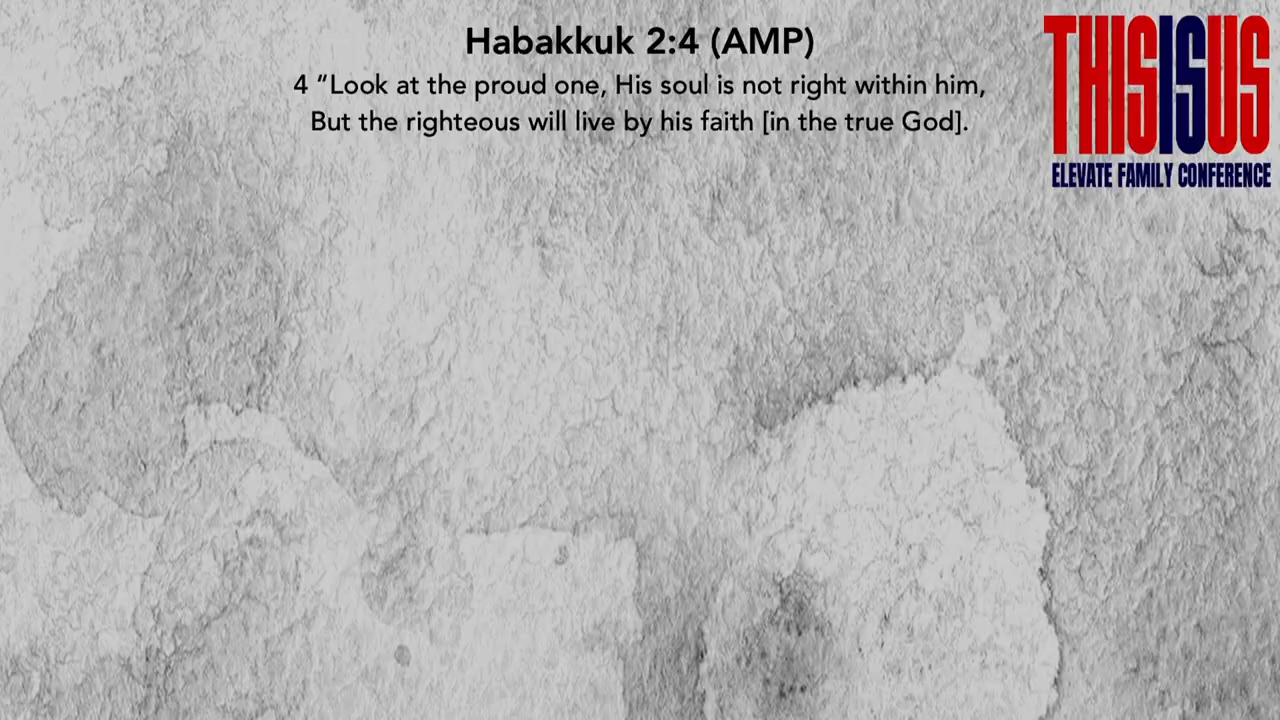 Habakkuk 2:4 (AMP)
4 “Look at the proud one, His soul is not right within him,
But the righteous will live by his faith [in the true God].
THISISUS
ELEVATE FAMILY CONFERENCE